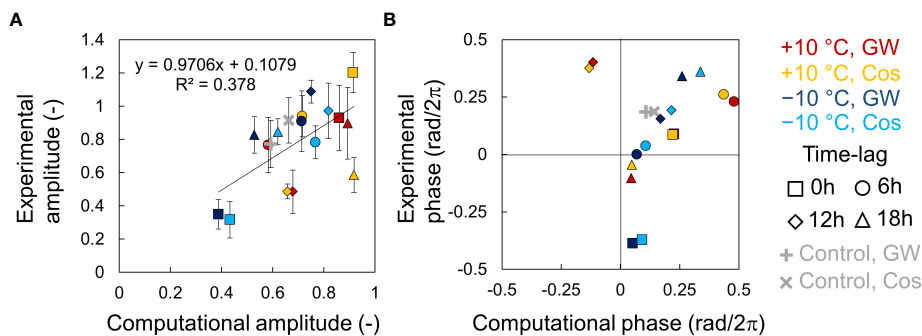 A
Experimental
amplitude (-)
1.4
1.2
1
0.8
0.6
0.4
0.2
0
y = 0.9706x + 0.1079
R² = 0.378
0 0.2 0.4 0.6 0.8 1
Computational amplitude (-)
B
Experimental
phase (rad/2π)
0.5
0.25
0
-0.25
-0.5
-0.5 -0.25 0 0.25 0.5
Computational phase (rad/2π)
+10 °C, GW
+10 °C, Cos
−10 °C, GW
−10 °C, Cos
Time-lag
0h 6h
12h 18h
Control, GW
Control, Cos